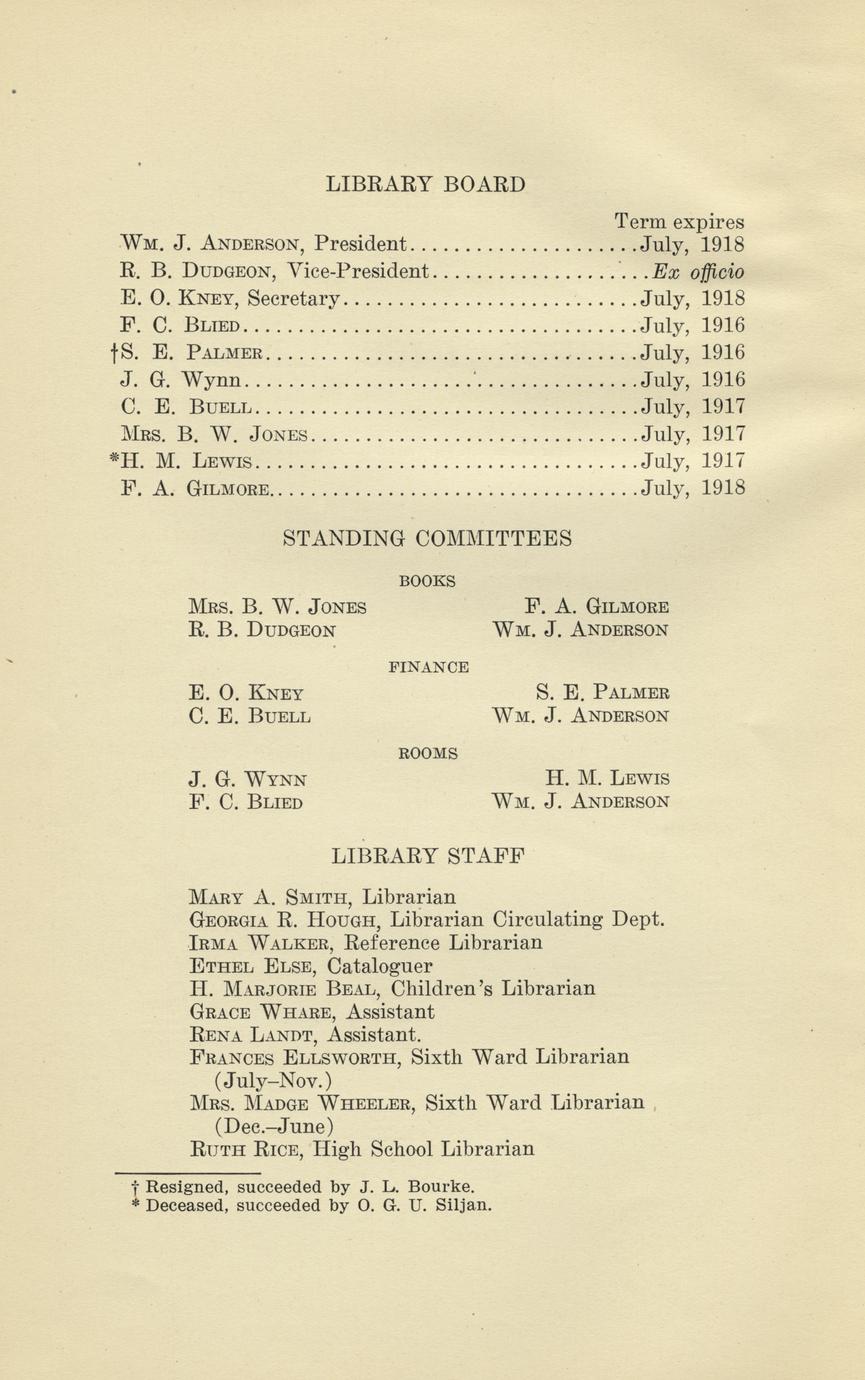 LIBRARY BOARD
Term expires
WM. J. ANDERSON, President....................July, 1918
R. B. DUDGEON, Vice-President....................Ex officio
E. O. KNEY, Secretary...........................July, 1918
F. C. BLIED....................................July, 1916
†S. E. PALMER..................................July, 1916
J. G. Wynn....................................July, 1916
C. E. BUELL...................................July, 1917
MRS. B. W. JONES..............................July, 1917
*H. M. LEWIS...................................July, 1917
F. A. GILMORE.................................July, 1918
STANDING COMMITTEES
BOOKS
MRS. B. W. JONES F. A. GILMORE
R. B. DUDGEON WM. J. ANDERSON
FINANCE
E. O. KNEY S. E. PALMER
C. E. BUELL WM. J. ANDERSON
ROOMS
J. G. WYNN H. M. LEWIS
F. C. BLIED WM. J. ANDERSON
LIBRARY STAFF
MARY A. SMITH, Librarian
GEORGIA R. HOUGH, Librarian Circulating Dept.
IRMA WALKER, Reference Librarian
ETHEL ELSE, Cataloguer
H. MARJORIE BEAL, Children's Librarian
GRACE WHARE, Assistant
RENA LANDT, Assistant.
FRANCES ELLSWORTH, Sixth Ward Librarian
(July–Nov.)
MRS. MADGE WHEELER, Sixth Ward Librarian
(Dec.–June)
RUTH RICE, High School Librarian
† Resigned, succeeded by J. L. Bourke.
* Deceased, succeeded by O. G. U. Siljan.